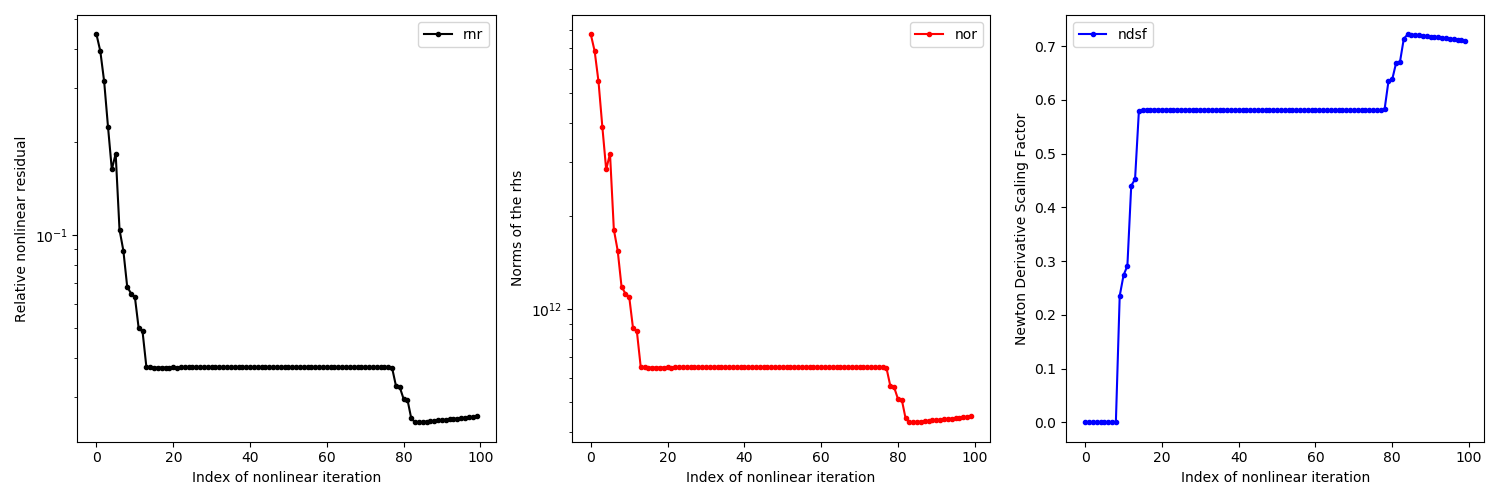 Relative nonlinear residual
10⁻¹
rnr
0 20 40 60 80 100
Index of nonlinear iteration
Norms of the rhs
10¹²
nor
0 20 40 60 80 100
Index of nonlinear iteration
Newton Derivative Scaling Factor
0.7
0.6
0.5
0.4
0.3
0.2
0.1
0.0
ndsf
0 20 40 60 80 100
Index of nonlinear iteration